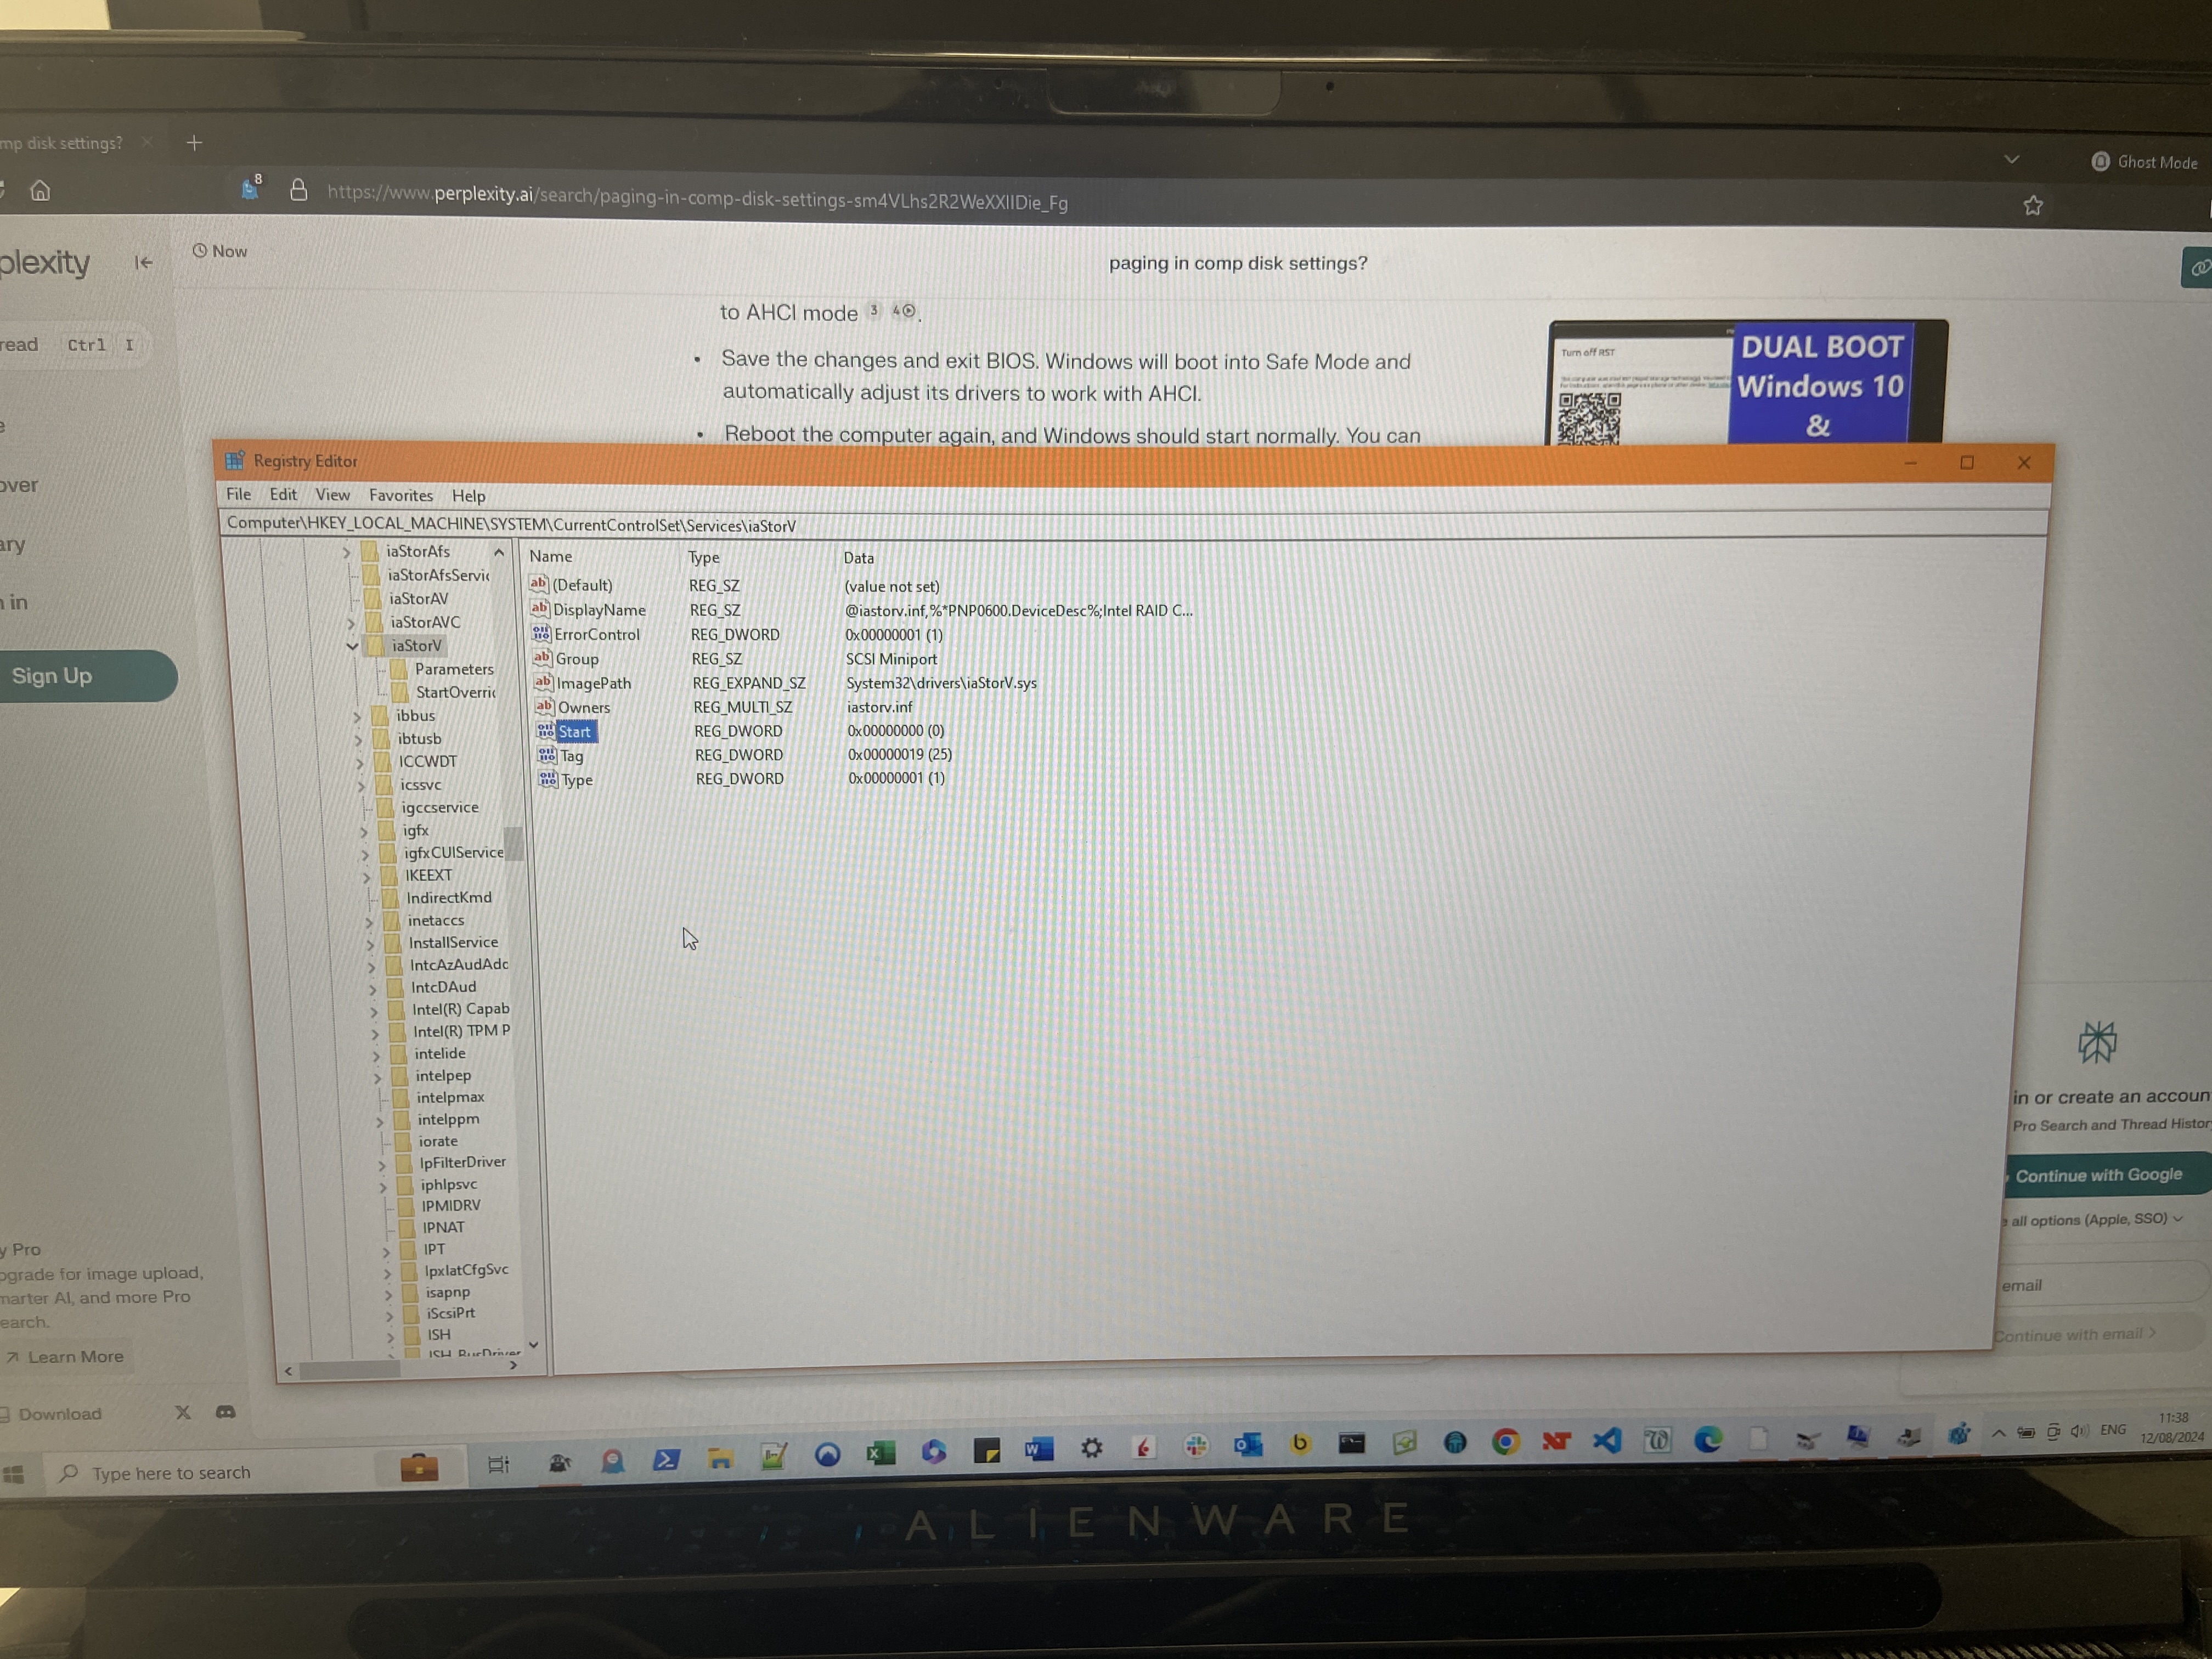 mp disk settings?
Ghost Mode
8
https://www.perplexity.ai/search/paging-in-comp-disk-settings-sm4VLhs2R2WeXXIIDie_Fg
plexity
Now
paging in comp disk settings?
read Ctrl I
over
ary
n in
Sign Up
to AHCI mode 3 4.
• Save the changes and exit BIOS. Windows will boot into Safe Mode and
automatically adjust its drivers to work with AHCI.
• Reboot the computer again, and Windows should start normally. You can
Turn off RST
DUAL BOOT
Windows 10
&
Registry Editor
File Edit View Favorites Help
Computer\HKEY_LOCAL_MACHINE\SYSTEM\CurrentControlSet\Services\iaStorV
iaStorAfs
iaStorAfsServic
iaStorAV
iaStorAVC
iaStorV
Parameters
StartOverric
ibbus
ibtusb
ICCWDT
icssvc
igccservice
igfx
igfxCUIService
IKEEXT
IndirectKmd
inetaccs
InstallService
IntcAzAudAdc
IntcDAud
Intel(R) Capab
Intel(R) TPM P
intelide
intelpep
intelpmax
intelppm
iorate
IpFilterDriver
iphlpsvc
IPMIDRV
IPNAT
IPT
IpxlatCfgSvc
isapnp
iScsiPrt
ISH
ISH_BusDriver
Name Type Data
(Default) REG_SZ (value not set)
DisplayName REG_SZ @iastorv.inf,%*PNP0600.DeviceDesc%;Intel RAID C...
ErrorControl REG_DWORD 0x00000001 (1)
Group REG_SZ SCSI Miniport
ImagePath REG_EXPAND_SZ System32\drivers\iaStorV.sys
Owners REG_MULTI_SZ iastorv.inf
Start REG_DWORD 0x00000000 (0)
Tag REG_DWORD 0x00000019 (25)
Type REG_DWORD 0x00000001 (1)
in or create an accoun
Pro Search and Thread Histor
Continue with Google
all options (Apple, SSO)
email
Continue with email
y Pro
pgrade for image upload,
marter AI, and more Pro
earch.
Learn More
Download
Type here to search
ENG
11:38
12/08/2024
ALIENWARE